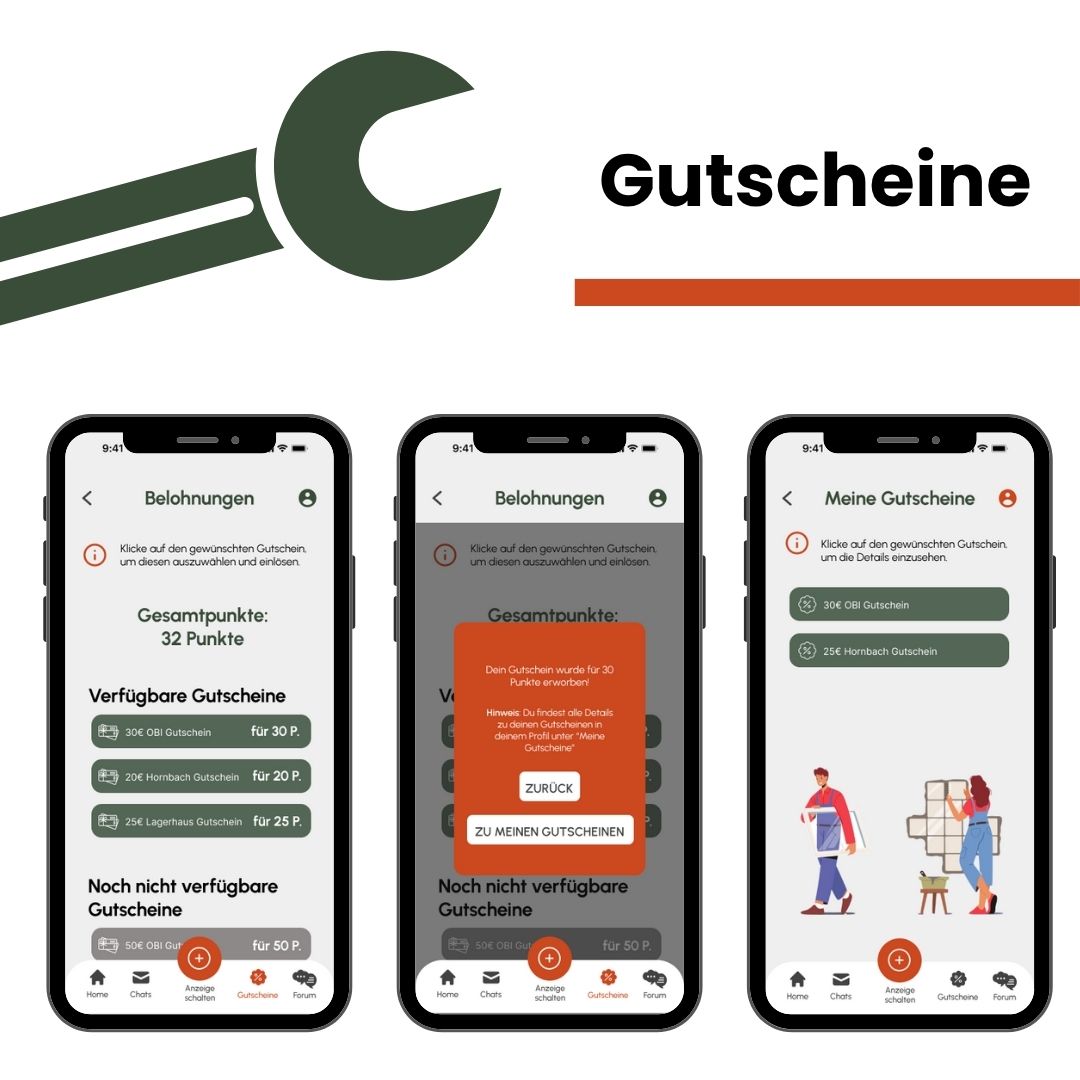 Gutscheine
9:41
Belohnungen
Klicke auf den gewünschten Gutschein,
um diesen auszuwählen und einlösen.
Gesamtpunkte:
32 Punkte
Verfügbare Gutscheine
30€ OBI Gutschein für 30 P.
20€ Hornbach Gutschein für 20 P.
25€ Lagerhaus Gutschein für 25 P.
Noch nicht verfügbare
Gutscheine
50€ OBI Gut für 50 P.
Home Chats Anzeige Gutscheine Forum
schalten
9:41
Belohnungen
Klicke auf den gewünschten Gutschein,
um diesen auszuwählen und einlösen.
Gesamtpunkte:
Dein Gutschein wurde für 30
Punkte erworben!
Hinweis: Du findest alle Details
zu deinen Gutscheinen in
deinem Profil unter "Meine
Gutscheine"
ZURÜCK
ZU MEINEN GUTSCHEINEN
Noch nicht verfügbare
Gutscheine
50€ OBI Gut für 50 P.
Home Chats Anzeige Gutscheine Forum
schalten
9:41
Meine Gutscheine
Klicke auf den gewünschten Gutschein,
um die Details einzusehen.
30€ OBI Gutschein
25€ Hornbach Gutschein
Home Chats Anzeige Gutscheine Forum
schalten